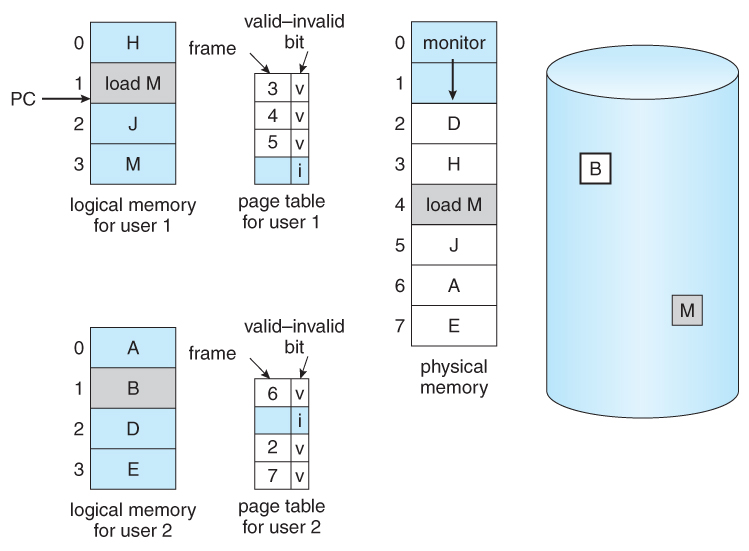 valid–invalid
bit
frame
0 H
1 load M
2 J
3 M
PC
3 v
4 v
5 v
i
logical memory
for user 1
page table
for user 1
0 monitor
1
2 D
3 H
4 load M
5 J
6 A
7 E
physical
memory
B
M
valid–invalid
bit
frame
0 A
1 B
2 D
3 E
6 v
i
2 v
7 v
logical memory
for user 2
page table
for user 2